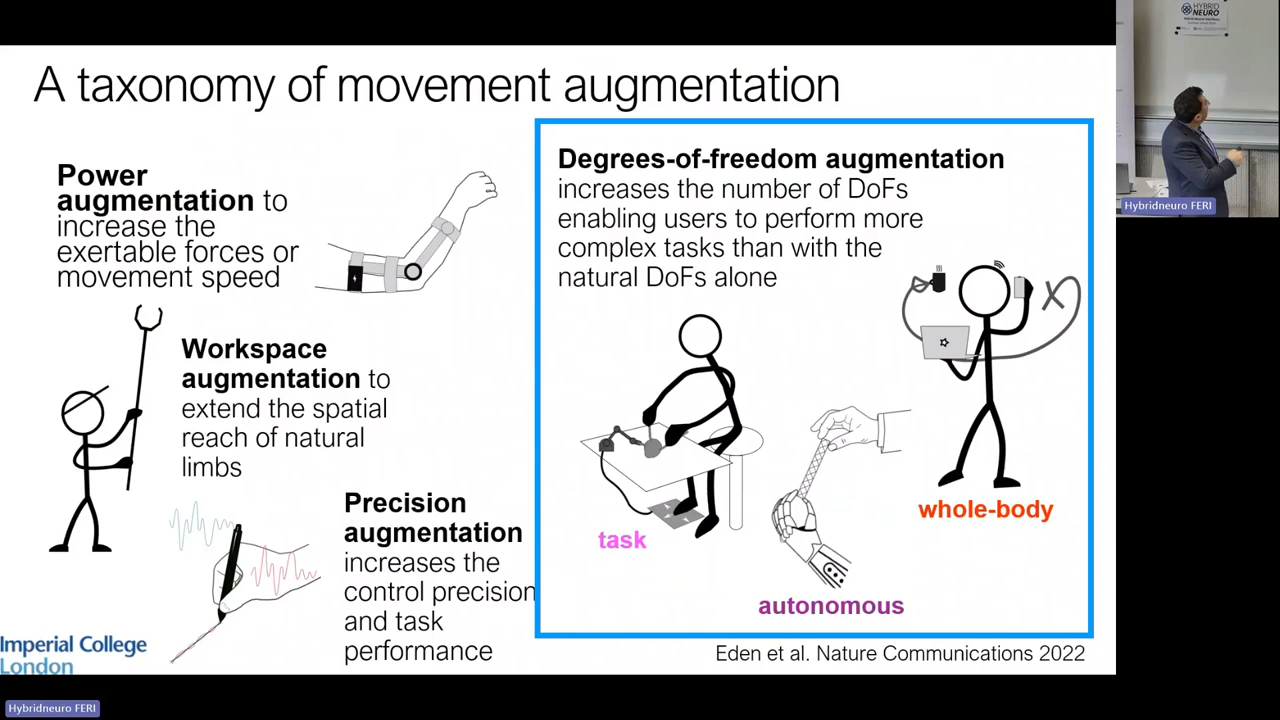 A taxonomy of movement augmentation
Power
augmentation to
increase the
exertable forces or
movement speed
Workspace
augmentation to
extend the spatial
reach of natural
limbs
Precision
augmentation
increases the
control precision
and task
performance
Degrees-of-freedom augmentation
increases the number of DoFs
enabling users to perform more
complex tasks than with the
natural DoFs alone
task
autonomous
whole-body
Imperial College
London
Eden et al. Nature Communications 2022
HYBRID
NEURO
Hybridneuro FERI
Hybridneuro FERI